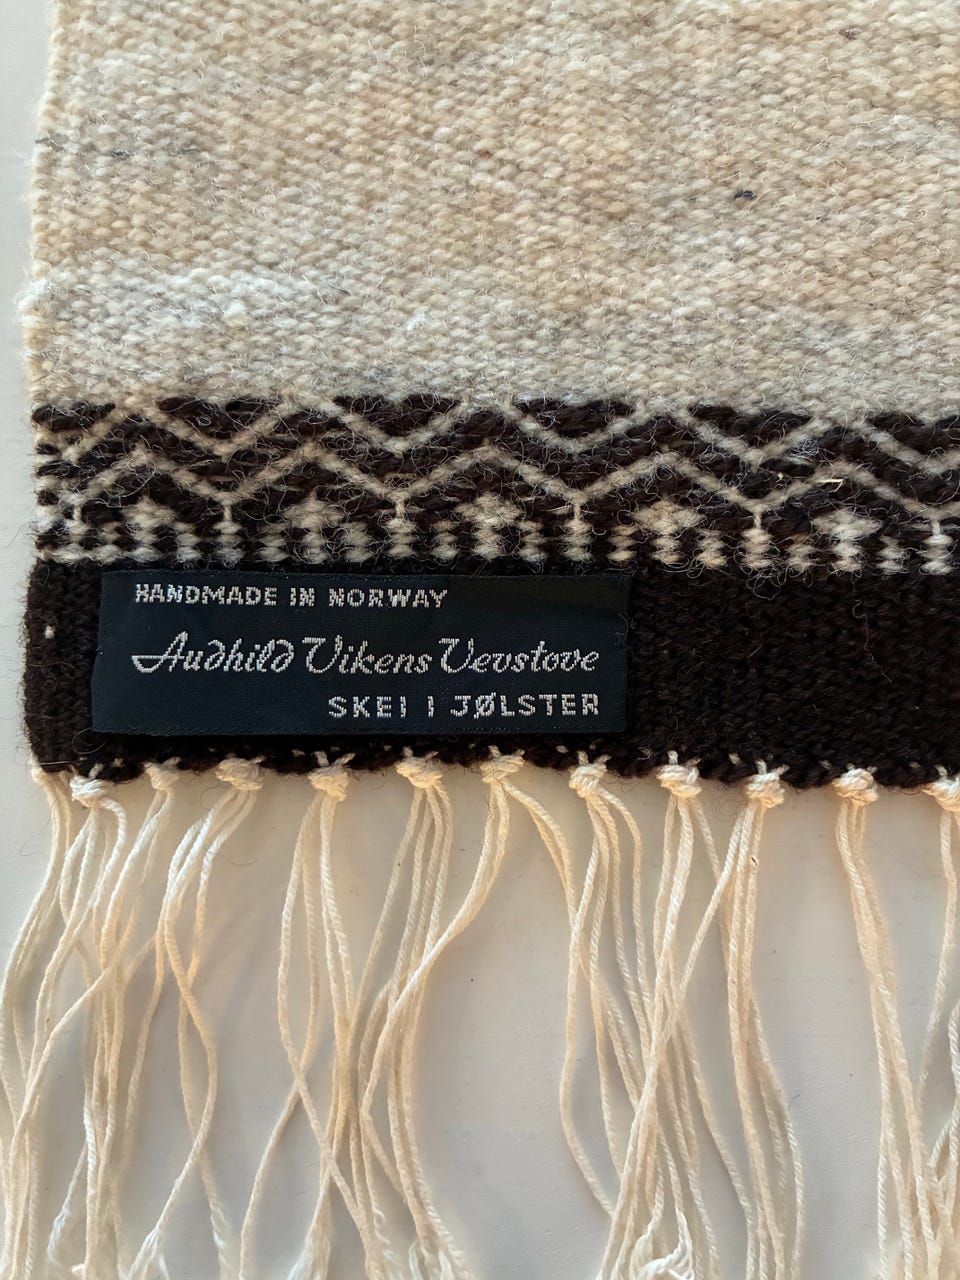 HANDMADE IN NORWAY
Audhild Vikens Vevstove
SKEI I JØLSTER